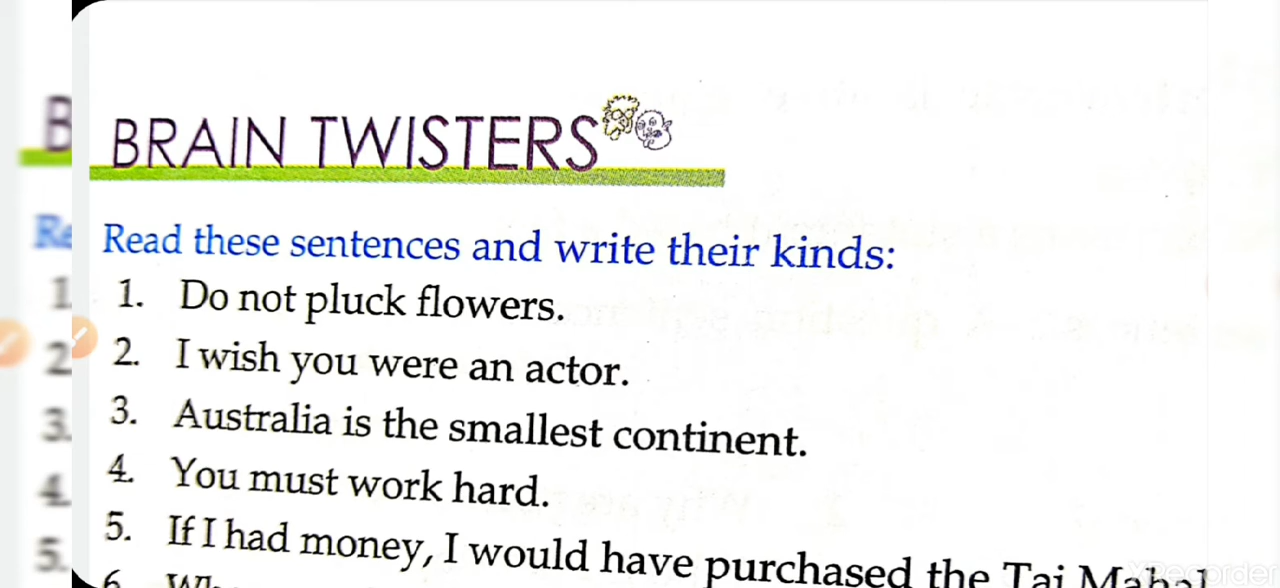 BRAIN TWISTERS
Read these sentences and write their kinds:
1. Do not pluck flowers.
2. I wish you were an actor.
3. Australia is the smallest continent.
4. You must work hard.
5. If I had money, I would have purchased the Taj
6.
XRecorder